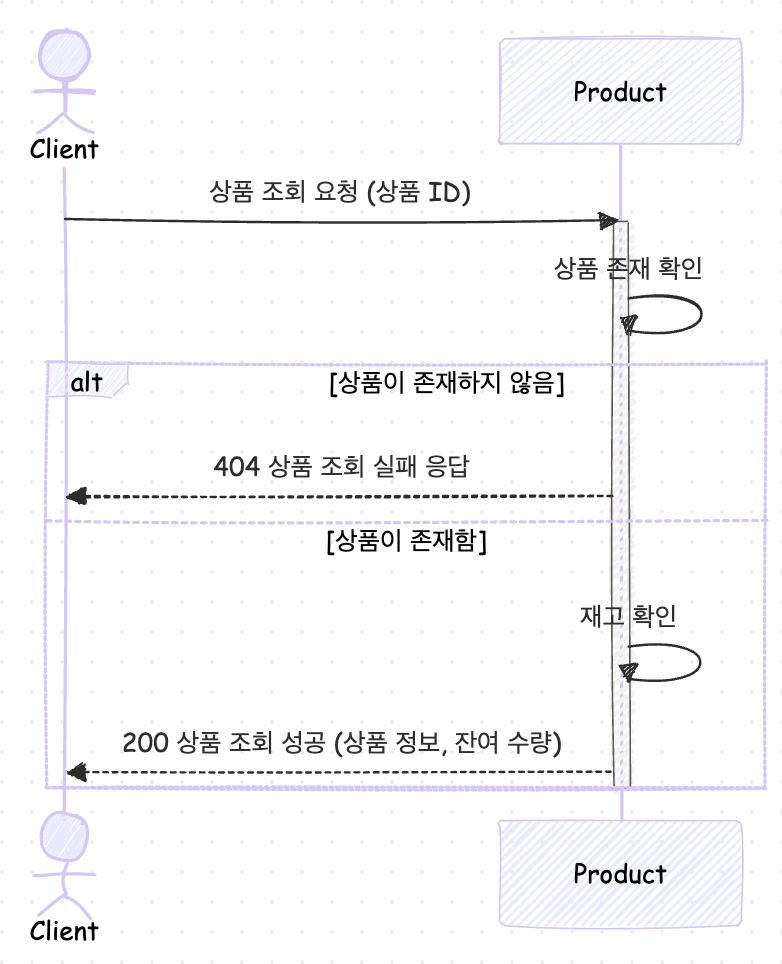 Product
Client
상품 조회 요청 (상품 ID)
상품 존재 확인
alt
[상품이 존재하지 않음]
404 상품 조회 실패 응답
[상품이 존재함]
재고 확인
200 상품 조회 성공 (상품 정보, 잔여 수량)
Product
Client